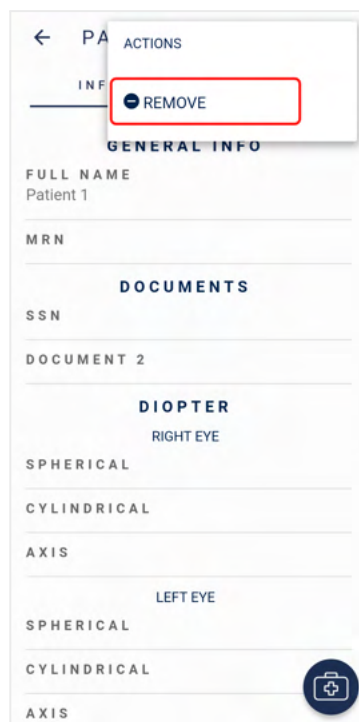 PA
ACTIONS
INF
REMOVE
GENERAL INFO
FULL NAME
Patient 1
MRN
DOCUMENTS
SSN
DOCUMENT 2
DIOPTER
RIGHT EYE
SPHERICAL
CYLINDRICAL
AXIS
LEFT EYE
SPHERICAL
CYLINDRICAL
AXIS